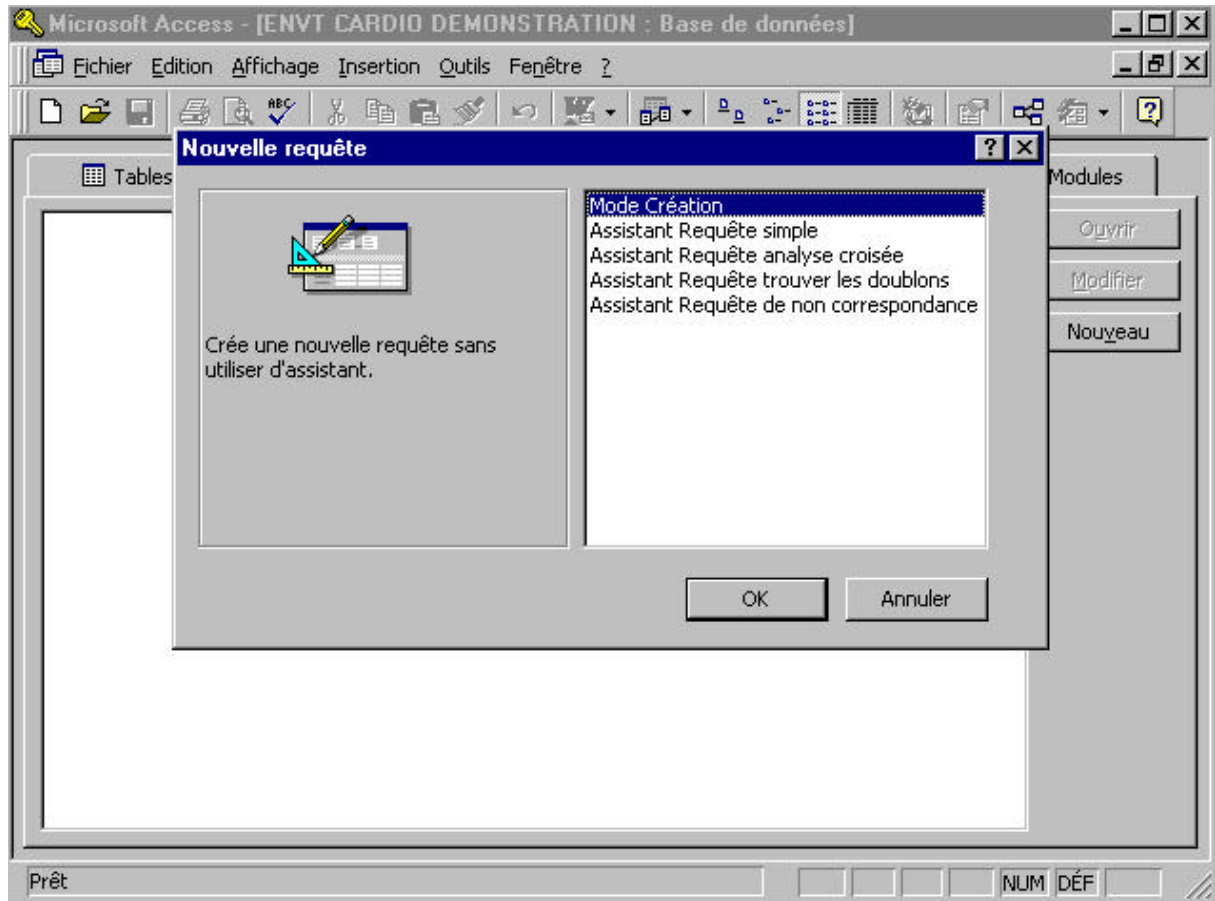 Microsoft Access - [ENVT CARDIO DEMONSTRATION : Base de données]
Fichier Edition Affichage Insertion Outils Fenêtre ?
ABC
Nouvelle requête
Tables
Modules
Mode Création
Assistant Requête simple
Assistant Requête analyse croisée
Assistant Requête trouver les doublons
Assistant Requête de non correspondance
Crée une nouvelle requête sans
utiliser d'assistant.
Ouvrir
Modifier
Nouveau
OK Annuler
Prêt NUM DÉF